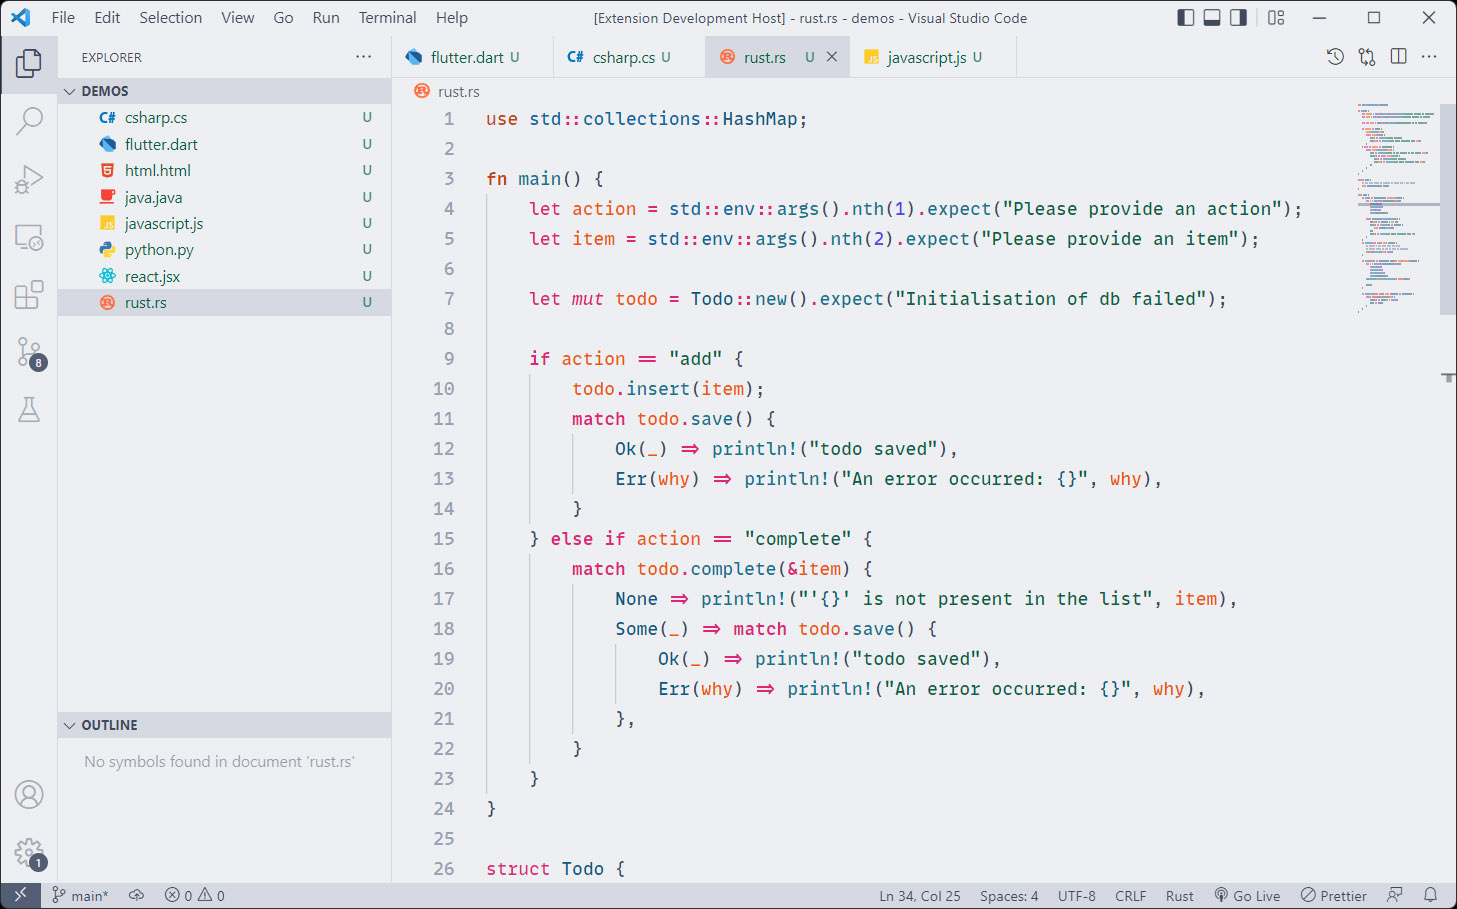 File Edit Selection View Go Run Terminal Help [Extension Development Host] - rust.rs - demos - Visual Studio Code
EXPLORER
flutter.dart U
csharp.cs U
rust.rs U
javascript.js U
DEMOS
csharp.cs U
flutter.dart U
html.html U
java.java U
javascript.js U
python.py U
react.jsx U
rust.rs U
OUTLINE
No symbols found in document 'rust.rs'
8
1
rust.rs
1 use std::collections::HashMap;
2
3 fn main() {
4 let action = std::env::args().nth(1).expect("Please provide an action");
5 let item = std::env::args().nth(2).expect("Please provide an item");
6
7 let mut todo = Todo::new().expect("Initialisation of db failed");
8
9 if action == "add" {
10 todo.insert(item);
11 match todo.save() {
12 Ok(_) => println!("todo saved"),
13 Err(why) => println!("An error occurred: {}", why),
14 }
15 } else if action == "complete" {
16 match todo.complete(&item) {
17 None => println!("'{}' is not present in the list", item),
18 Some(_) => match todo.save() {
19 Ok(_) => println!("todo saved"),
20 Err(why) => println!("An error occurred: {}", why),
21 },
22 }
23 }
24 }
25
26 struct Todo {
main* 0 0 Ln 34, Col 25 Spaces: 4 UTF-8 CRLF Rust Go Live Prettier